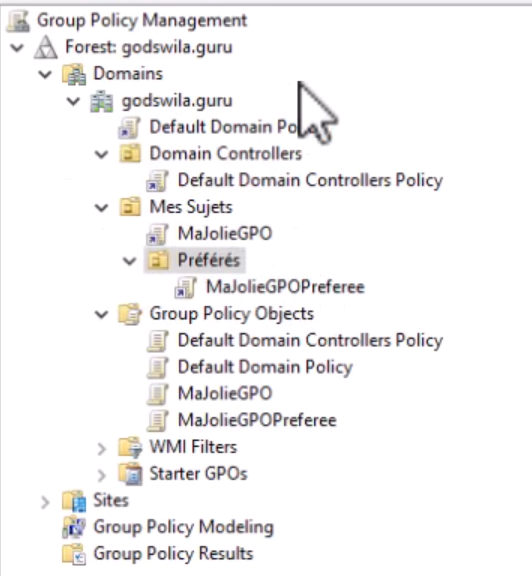 Group Policy Management
Forest: godswila.guru
Domains
godswila.guru
Default Domain Po
Domain Controllers
Default Domain Controllers Policy
Mes Sujets
MaJolieGPO
Préférés
MaJolieGPOPreferee
Group Policy Objects
Default Domain Controllers Policy
Default Domain Policy
MaJolieGPO
MaJolieGPOPreferee
WMI Filters
Starter GPOs
Sites
Group Policy Modeling
Group Policy Results